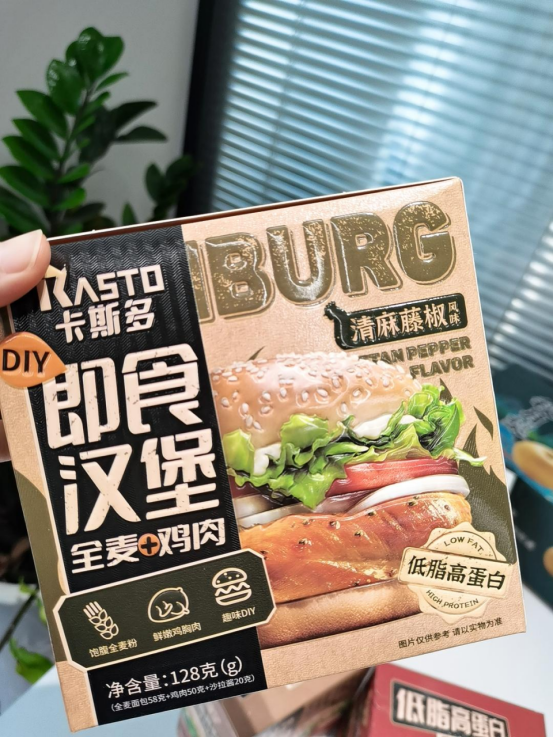 KASTO
卡斯多
DIY
即食
汉堡
全麦+鸡肉
饱腹全麦粉
鲜嫩鸡胸肉
趣味DIY
净含量:128克(g)
(全麦面包58克+鸡肉50克+沙拉酱20克)
BURG
清麻藤椒风味
TAN PEPPER
FLAVOR
LOW FAT
低脂高蛋白
HIGH PROTEIN
图片仅供参考 请以实物为准
低脂高蛋白